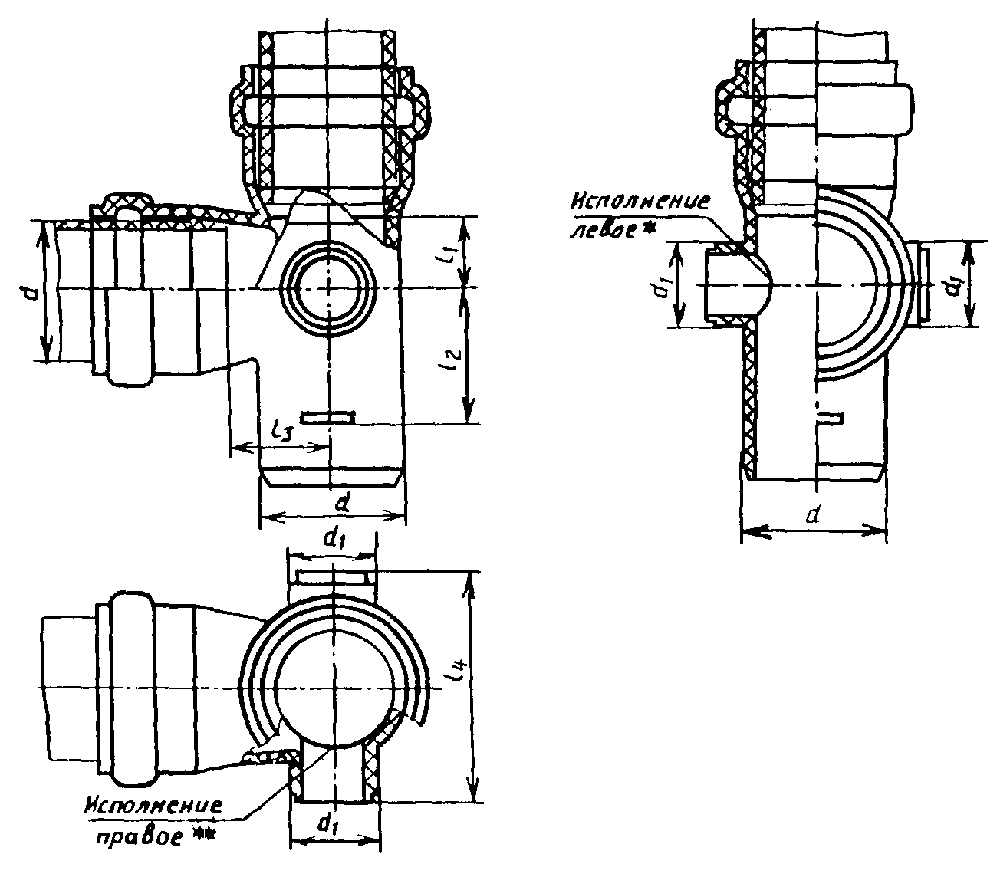 Исполнение
левое *
l1
d
d1
d1
l2
l3
d
d
d1
l4
Исполнение
правое **
d1